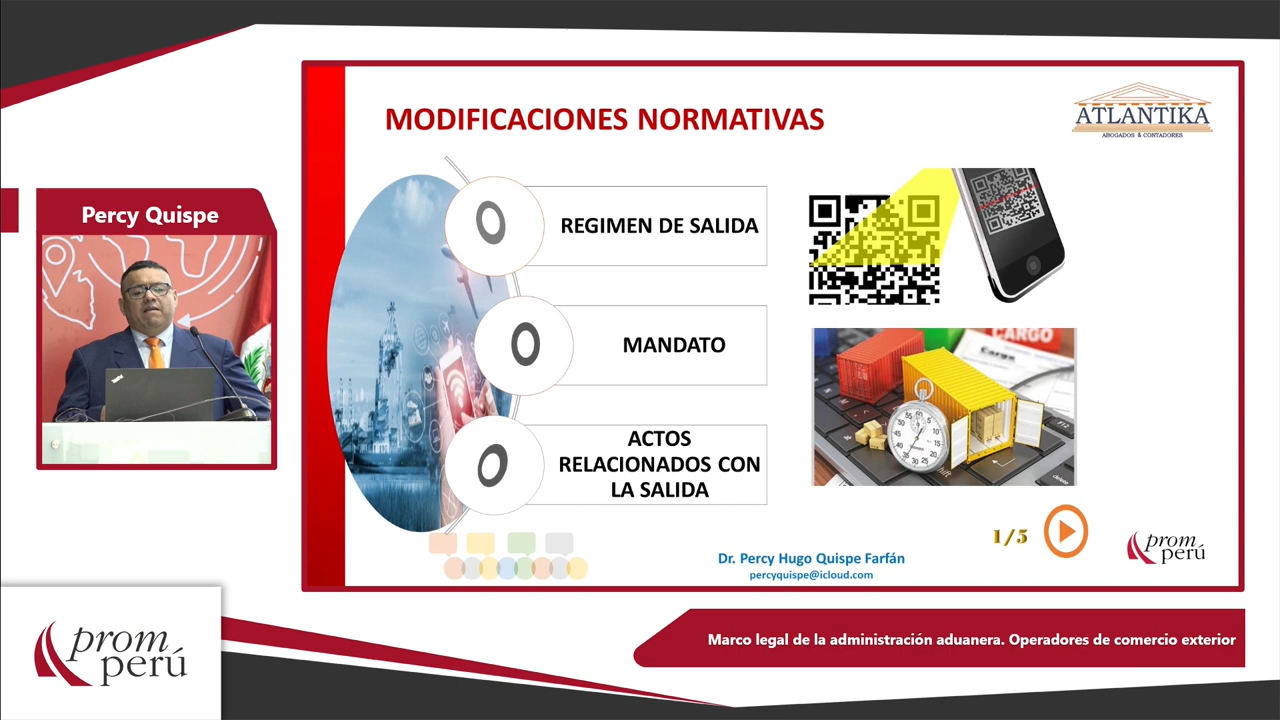 Percy Quispe
MODIFICACIONES NORMATIVAS
ATLANTIKA
ABOGADOS & CONTADORES
REGIMEN DE SALIDA
MANDATO
ACTOS
RELACIONADOS CON
LA SALIDA
CARGO
Cargo
1/5
Dr. Percy Hugo Quispe Farfán
percyquispe@icloud.com
prom
perú
prom
perú
Marco legal de la administración aduanera. Operadores de comercio exterior